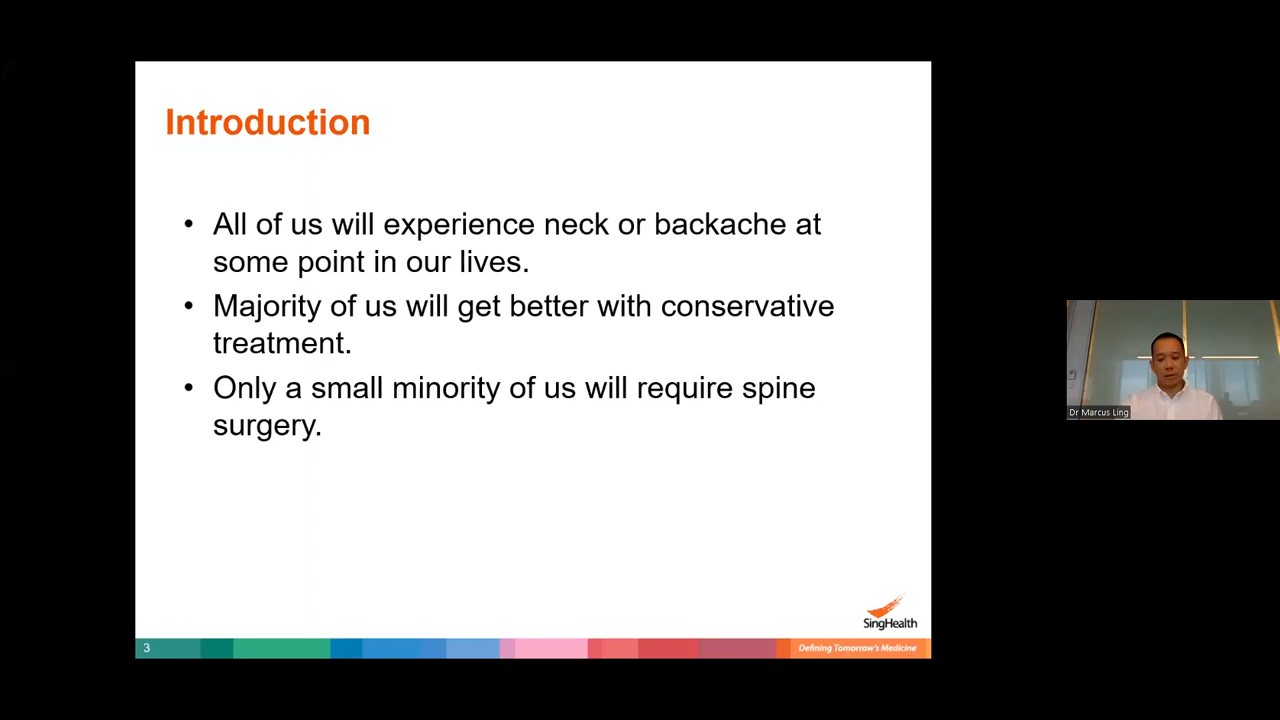 Introduction
• All of us will experience neck or backache at
some point in our lives.
• Majority of us will get better with conservative
treatment.
• Only a small minority of us will require spine
surgery.
Dr Marcus Ling
SingHealth
3
Defining Tomorrow's Medicine